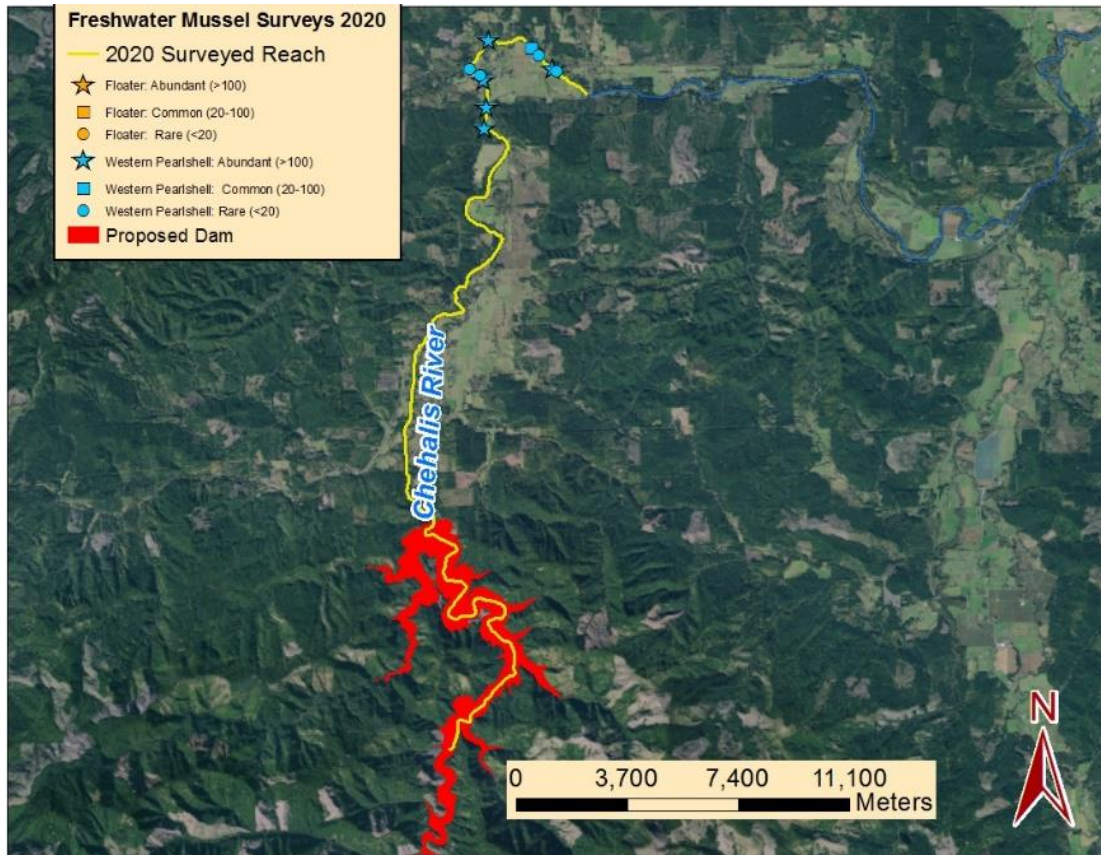 Freshwater Mussel Surveys 2020
2020 Surveyed Reach
Floater: Abundant (>100)
Floater: Common (20-100)
Floater: Rare (<20)
Western Pearlshell: Abundant (>100)
Western Pearlshell: Common (20-100)
Western Pearlshell: Rare (<20)
Proposed Dam
Chehalis River
N
0 3,700 7,400 11,100
Meters